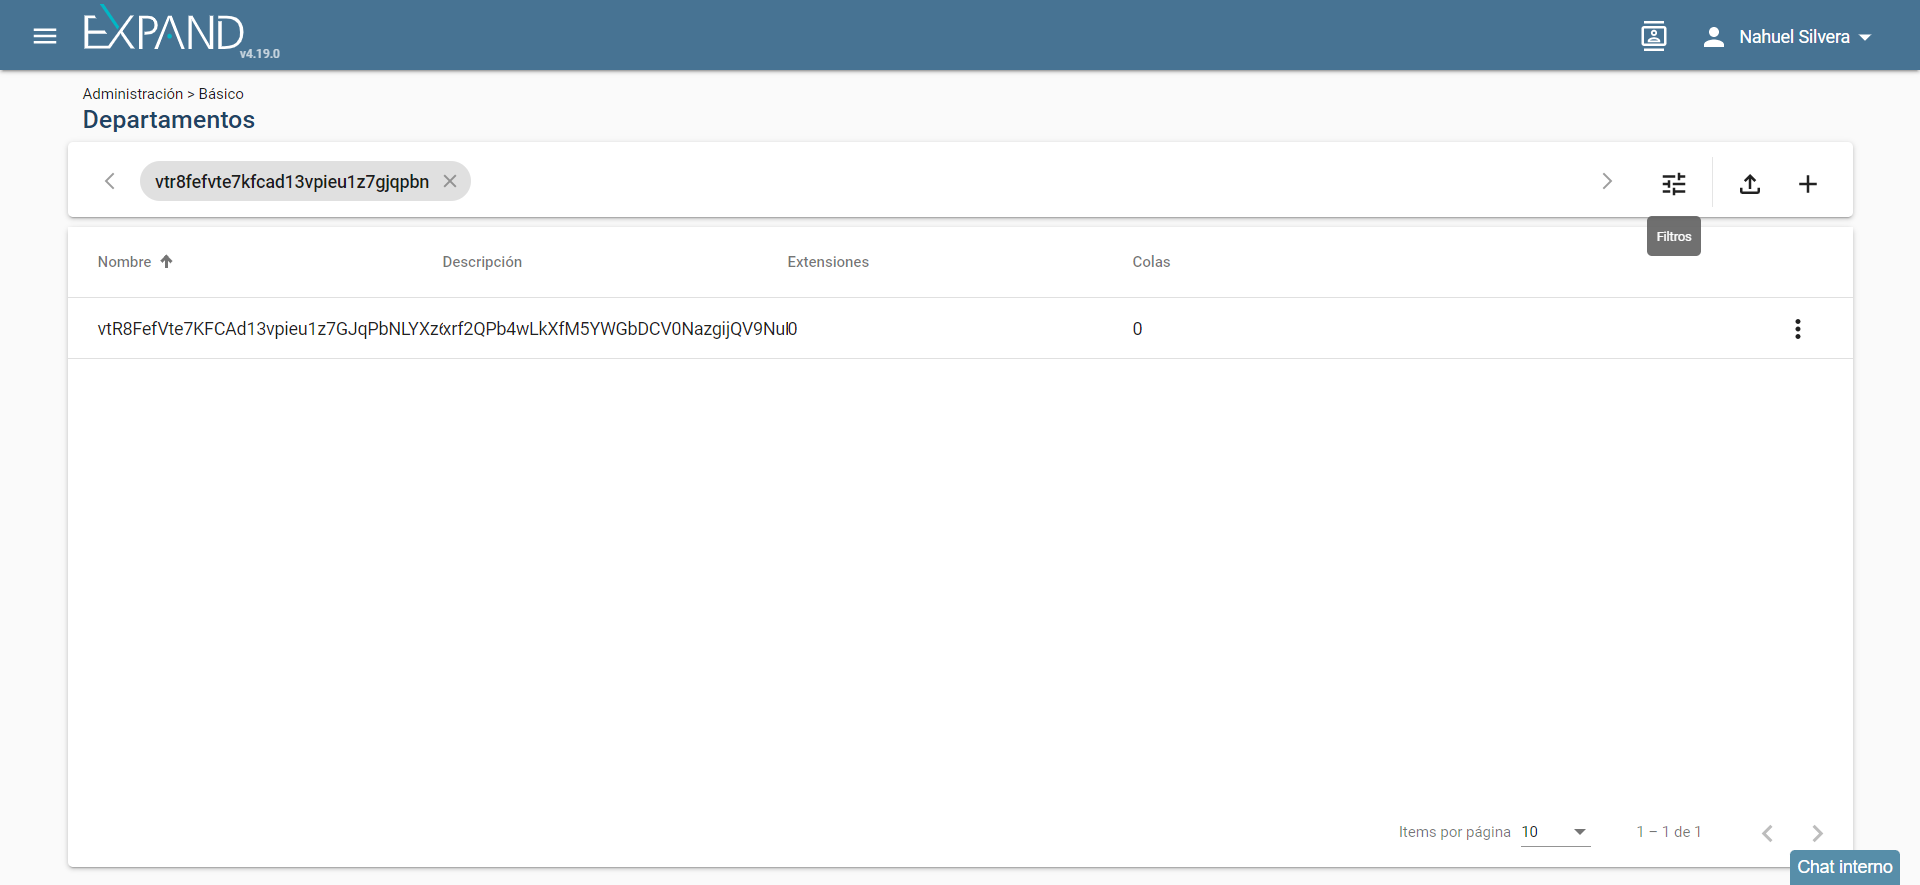 EXPAND
v4.19.0
Nahuel Silvera
Administración > Básico
Departamentos
vtr8fefvte7kfcad13vpieu1z7gjqpbn
Filtros
Nombre Descripción Extensiones Colas
vtR8FefVte7KFCAd13vpieu1z7GJqPbNLYXz6xrf2QPb4wLkXfM5YWGbDCV0NazgijQV9Nul0 0
Items por página 10 1 – 1 de 1
Chat interno